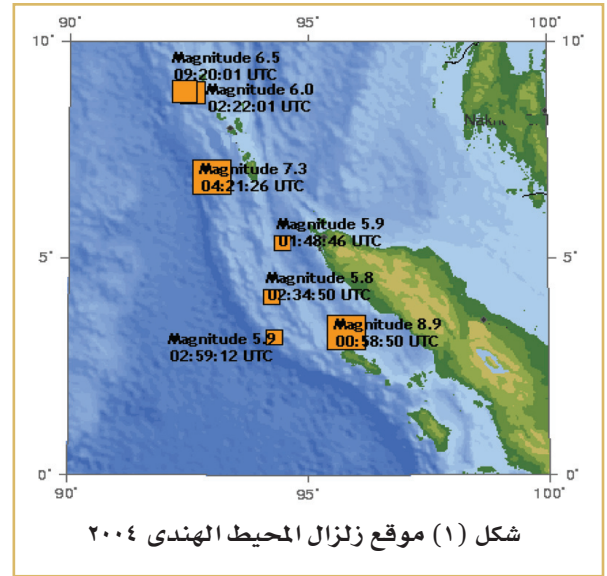 90°
95°
100°
10°
10°
Magnitude 6.5
09:20:01 UTC
Magnitude 6.0
02:22:01 UTC
Nak
Magnitude 7.3
04:21:26 UTC
Magnitude 5.9
01:48:46 UTC
5°
5°
Magnitude 5.8
02:34:50 UTC
Magnitude 8.9
00:58:50 UTC
Magnitude 5.9
02:59:12 UTC
0°
0°
90°
95°
100°
شكل (١) موقع زلزال المحيط الهندى ٢٠٠٤